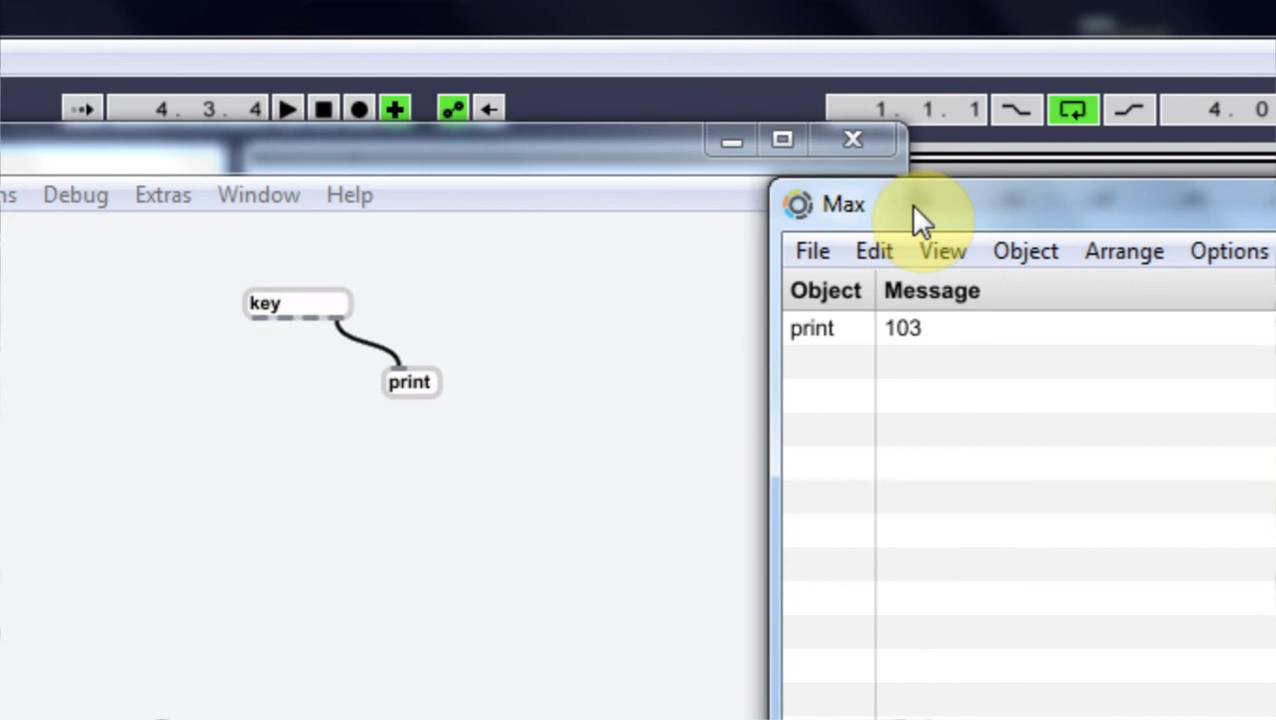 4. 3. 4
1. 1. 1
4. 0
ns Debug Extras Window Help
Max
File Edit View Object Arrange Options
Object Message
print 103
key
print